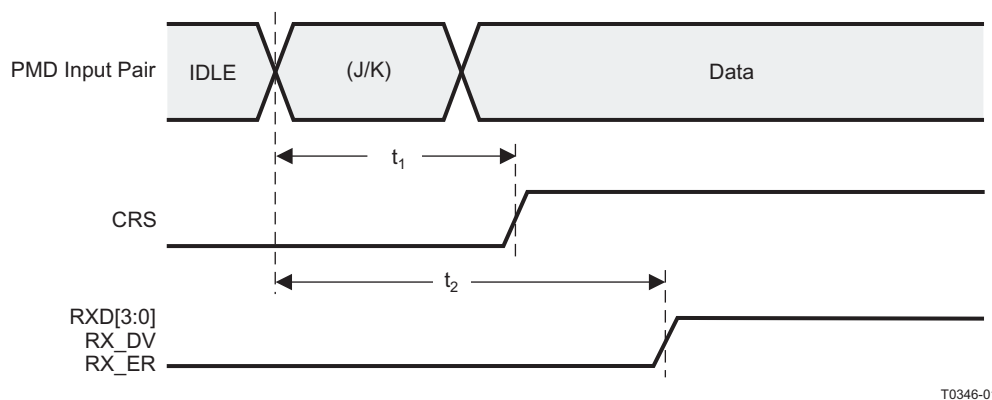 PMD Input Pair IDLE (J/K) Data
t1
CRS
t2
RXD[3:0]
RX_DV
RX_ER
T0346-0